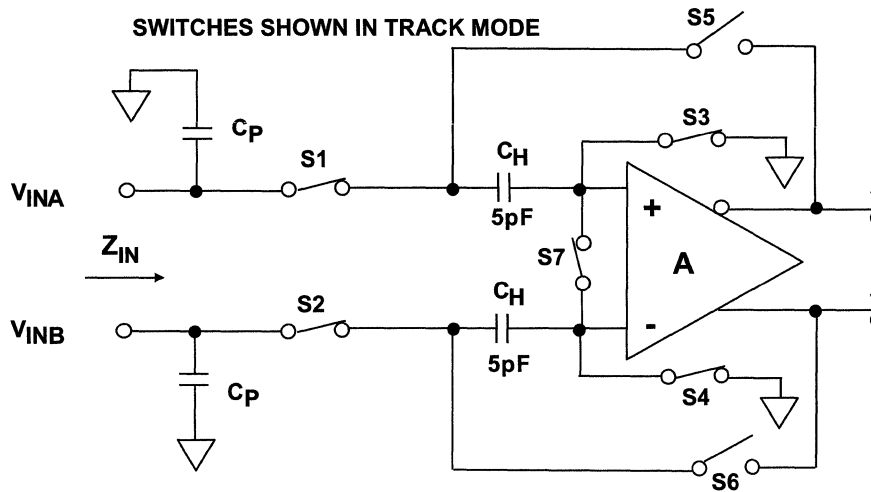 SWITCHES SHOWN IN TRACK MODE
S5
CP
S3
S1
CH
VINA
5pF
+
ZIN
S7
A
CH
S2
VINB
-
5pF
CP
S4
S6